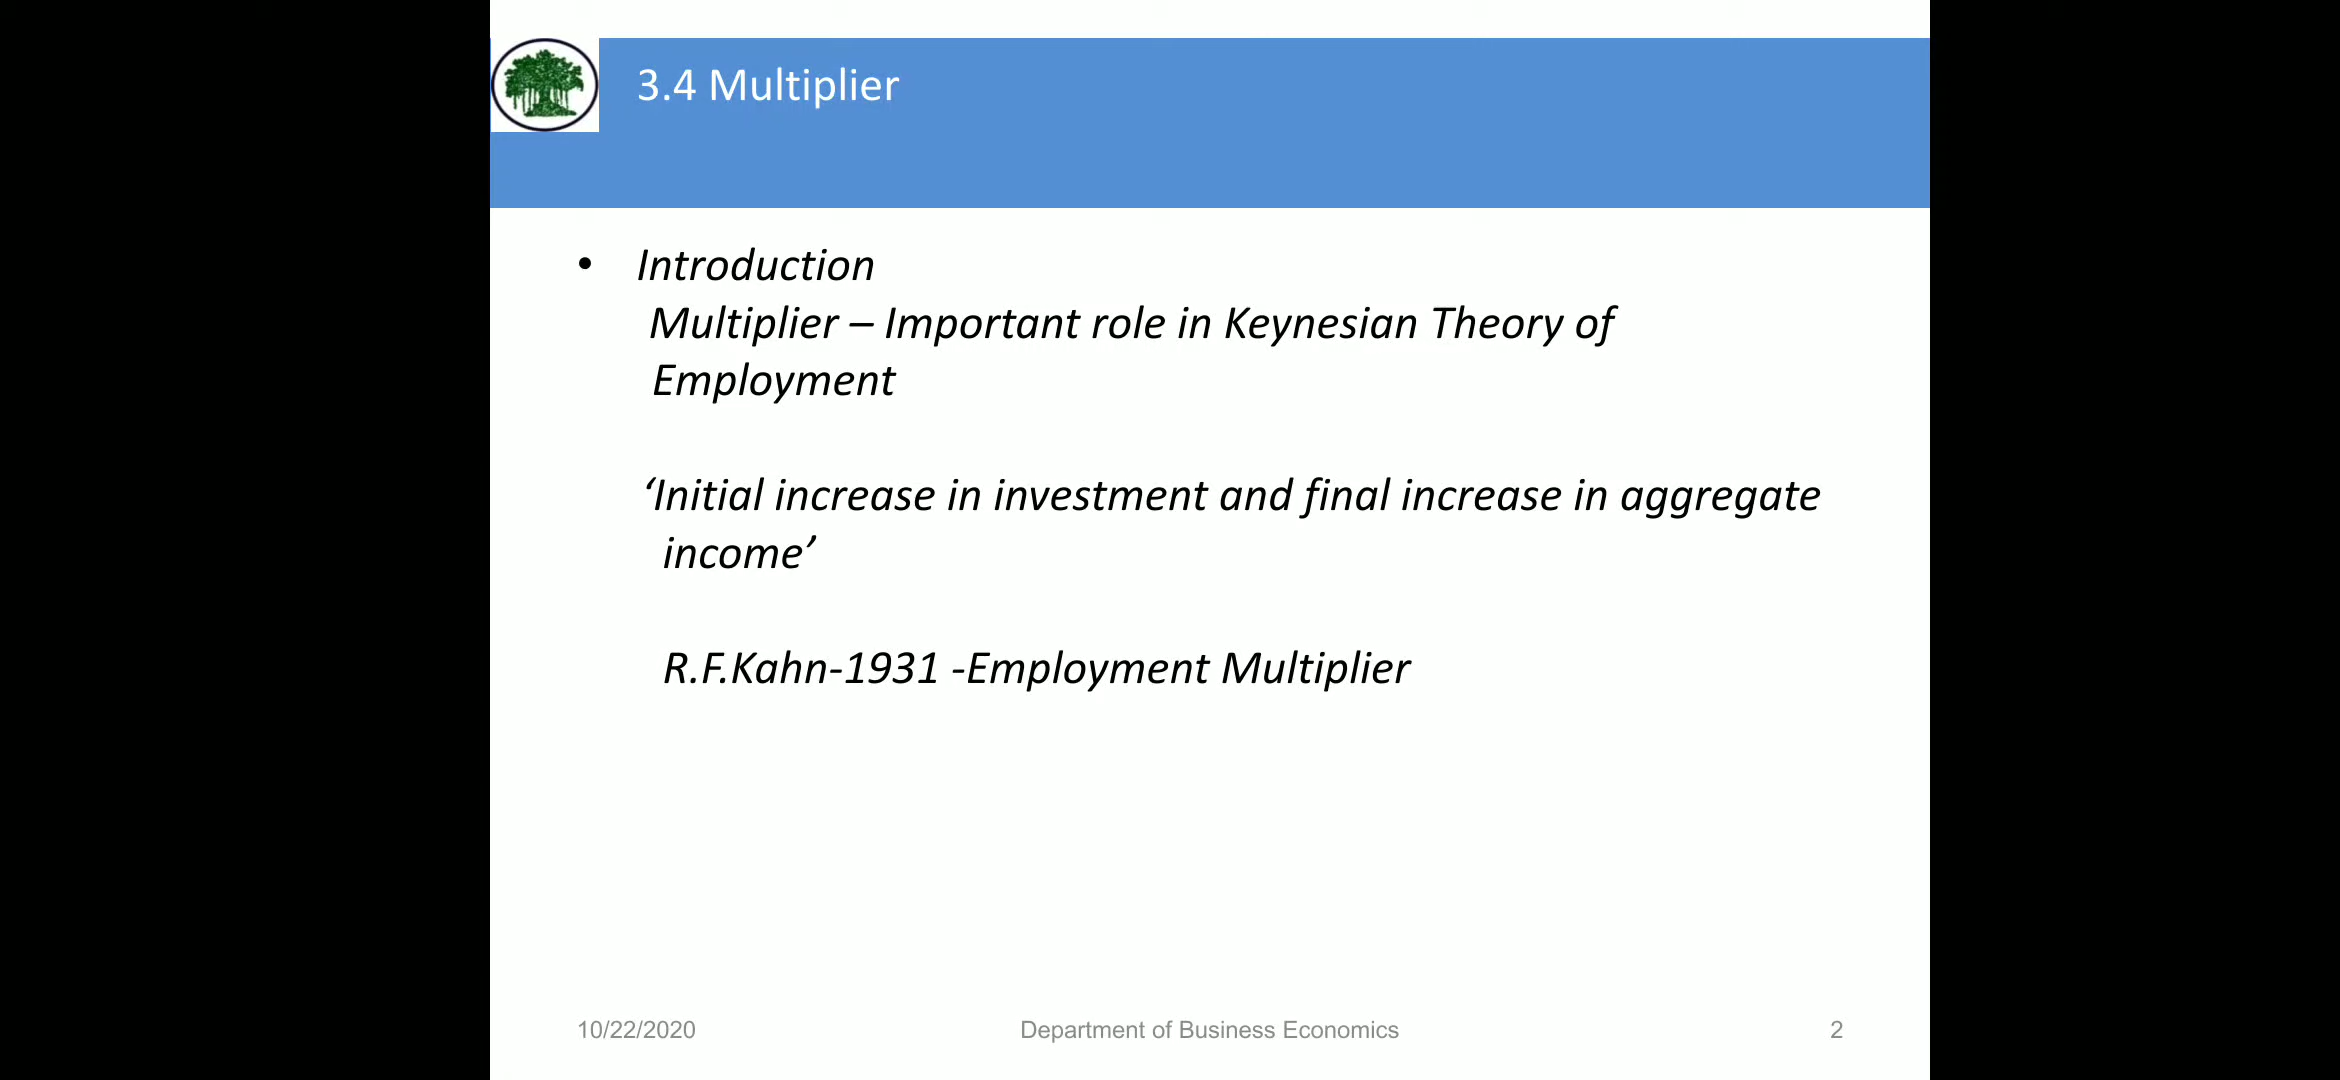 3.4 Multiplier
• Introduction
Multiplier – Important role in Keynesian Theory of
Employment
‘Initial increase in investment and final increase in aggregate
income’
R.F.Kahn-1931 -Employment Multiplier
10/22/2020 Department of Business Economics 2